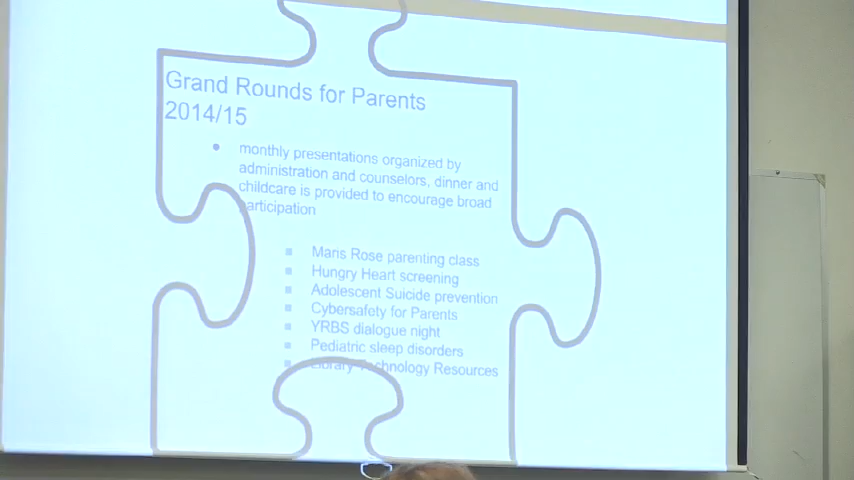 Grand Rounds for Parents
2014/15
• monthly presentations organized by
administration and counselors, dinner and
childcare is provided to encourage broad
participation
▪ Maris Rose parenting class
▪ Hungry Heart screening
▪ Adolescent Suicide prevention
▪ Cybersafety for Parents
▪ YRBS dialogue night
▪ Pediatric sleep disorders
▪ Library Technology Resources